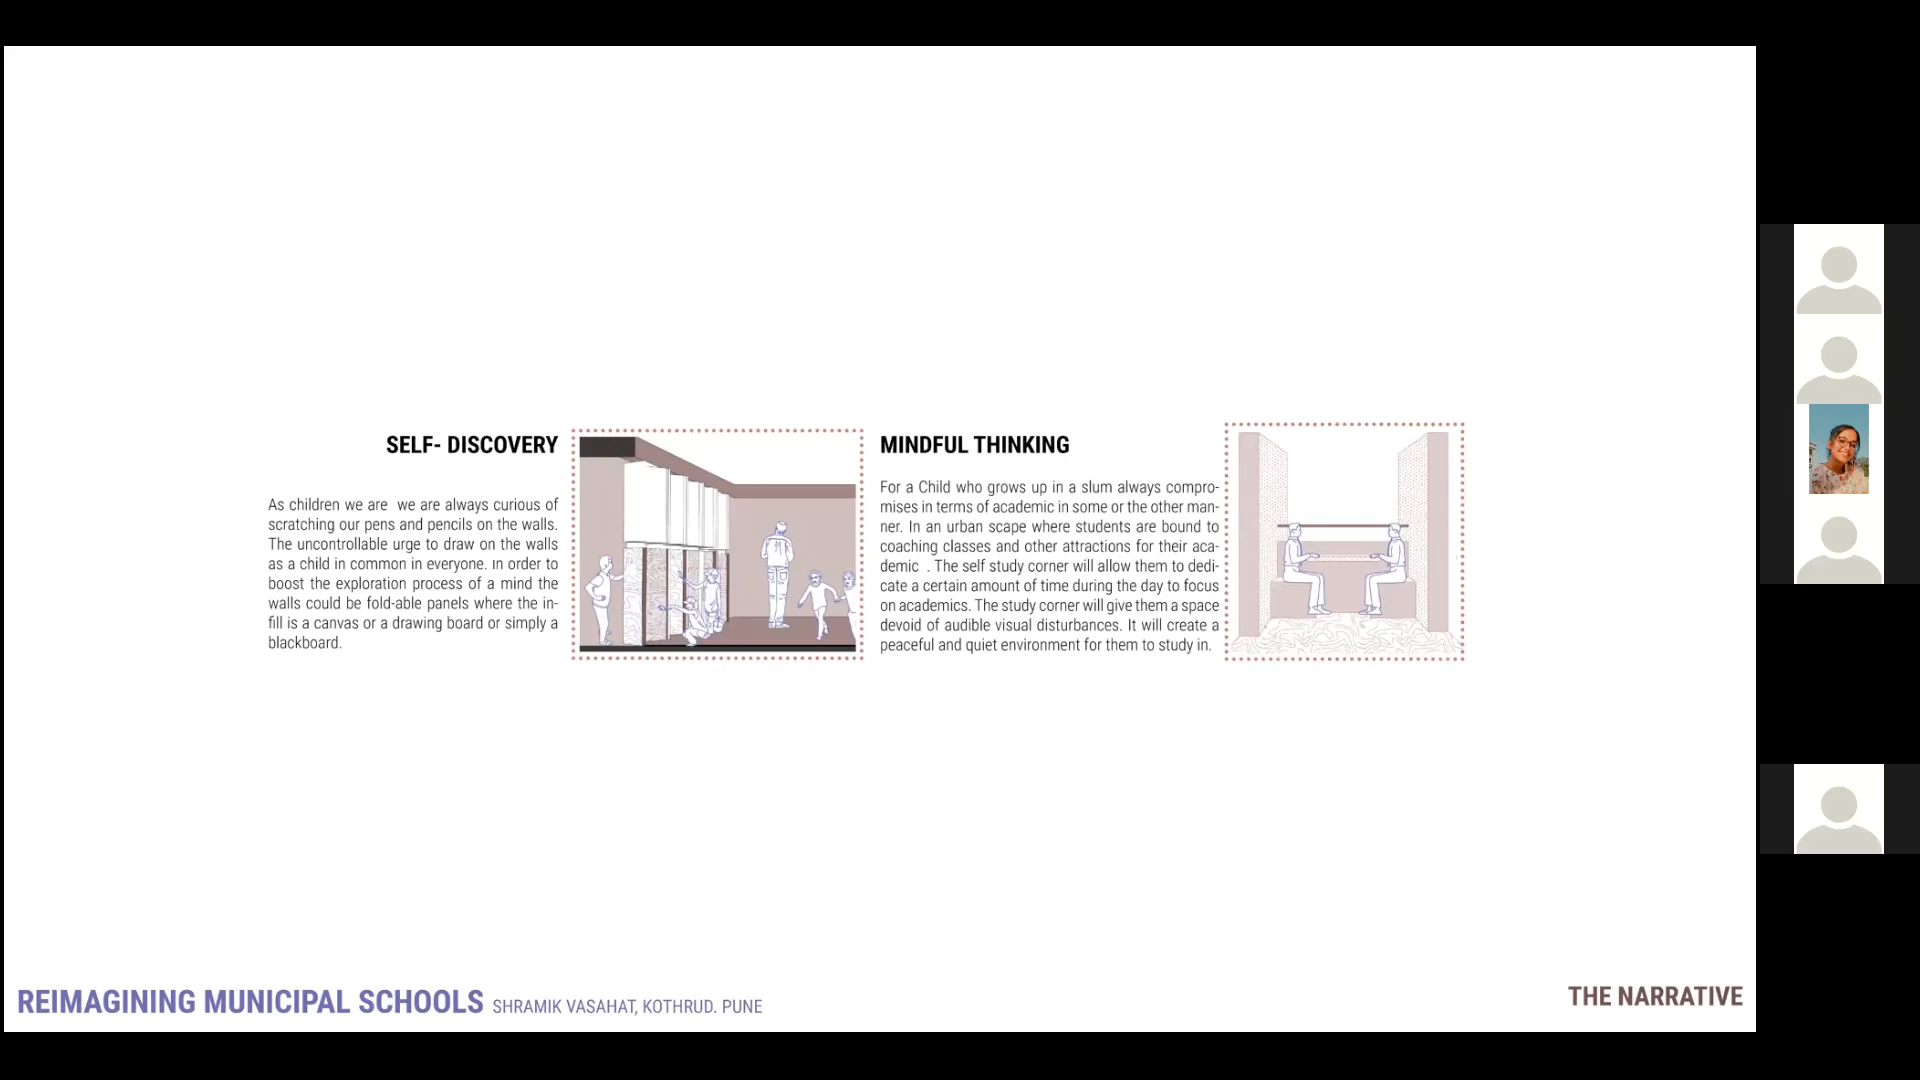 SELF- DISCOVERY
As children we are  we are always curious of
scratching our pens and pencils on the walls.
The uncontrollable urge to draw on the walls
as a child in common in everyone. In order to
boost the exploration process of a mind the
walls could be fold-able panels where the in-
fill is a canvas or a drawing board or simply a
blackboard.
MINDFUL THINKING
For a Child who grows up in a slum always compro-
mises in terms of academic in some or the other man-
ner. In an urban scape where students are bound to
coaching classes and other attractions for their aca-
demic  . The self study corner will allow them to dedi-
cate a certain amount of time during the day to focus
on academics. The study corner will give them a space
devoid of audible visual disturbances. It will create a
peaceful and quiet environment for them to study in.
REIMAGINING MUNICIPAL SCHOOLS SHRAMIK VASAHAT, KOTHRUD. PUNE
THE NARRATIVE